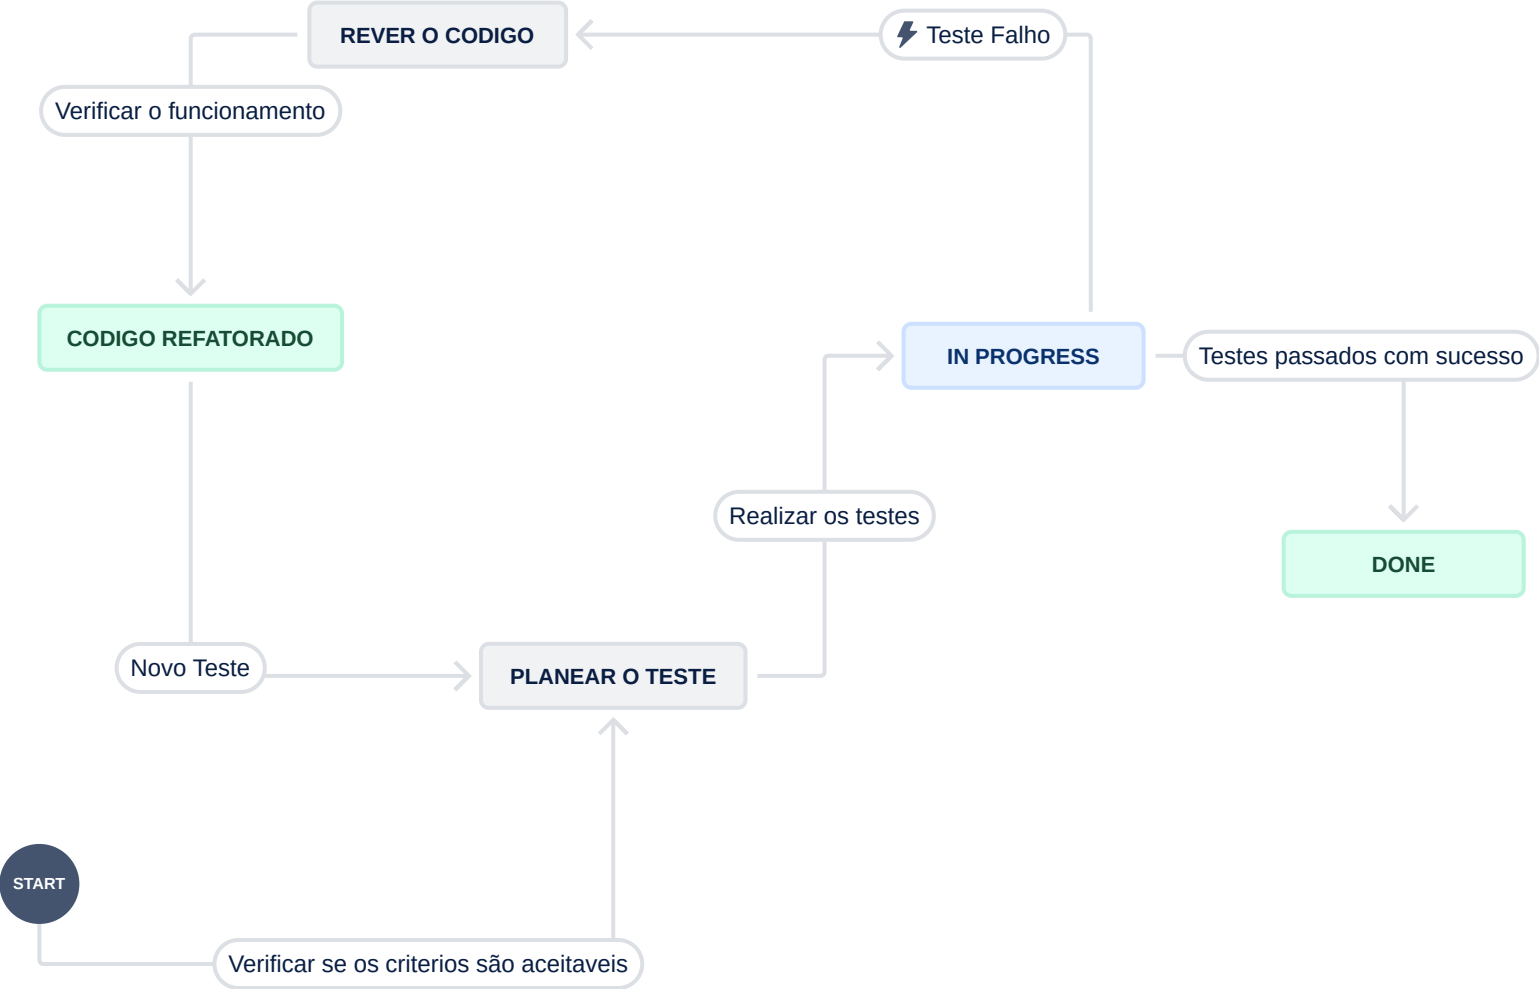 REVER O CODIGO
Teste Falho
Verificar o funcionamento
CODIGO REFATORADO
IN PROGRESS
Testes passados com sucesso
Realizar os testes
DONE
Novo Teste
PLANEAR O TESTE
START
Verificar se os criterios são aceitaveis